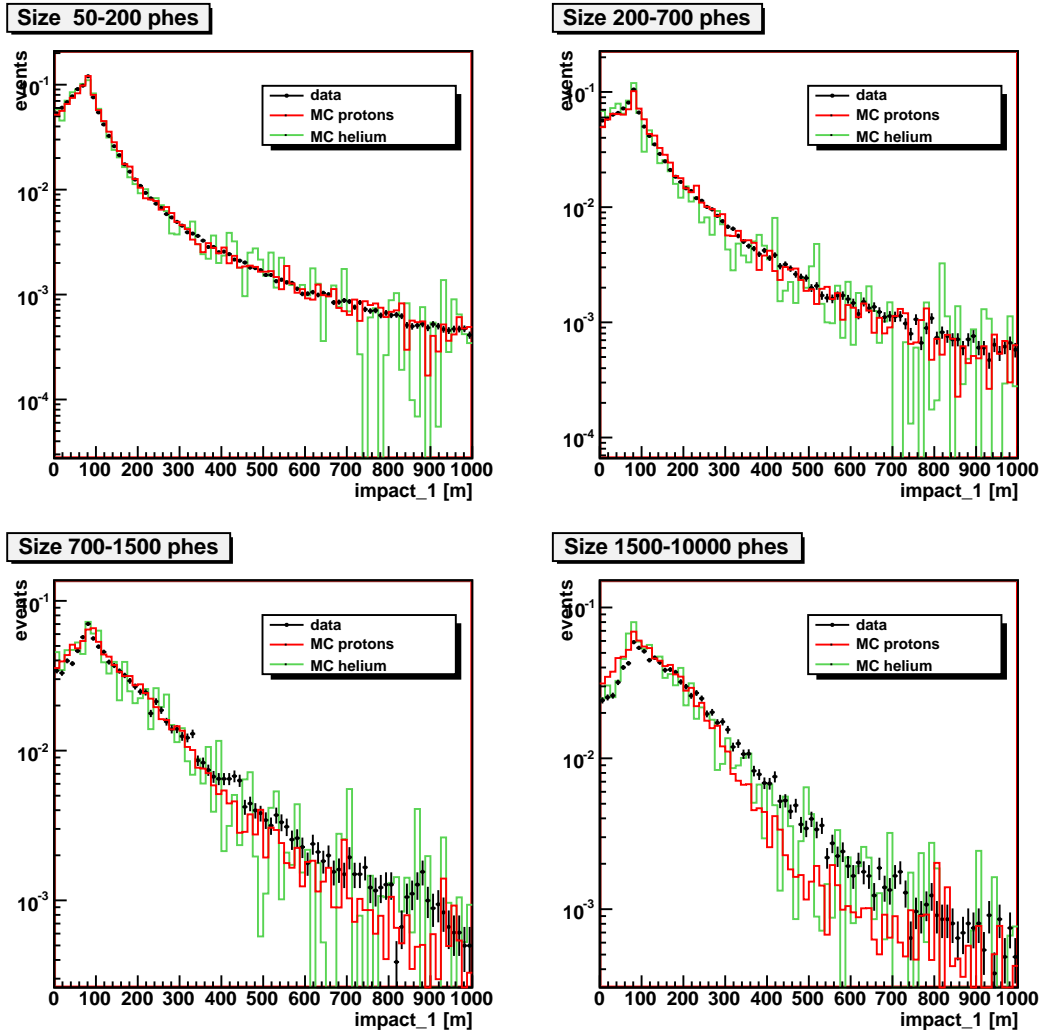 Size  50-200 phes
events
10^-1
10^-2
10^-3
10^-4
data
MC protons
MC helium
0 100 200 300 400 500 600 700 800 900 1000
impact_1 [m]
Size 200-700 phes
events
10^-1
10^-2
10^-3
10^-4
data
MC protons
MC helium
0 100 200 300 400 500 600 700 800 900 1000
impact_1 [m]
Size 700-1500 phes
events
10^-1
10^-2
10^-3
data
MC protons
MC helium
0 100 200 300 400 500 600 700 800 900 1000
impact_1 [m]
Size 1500-10000 phes
events
10^-1
10^-2
10^-3
data
MC protons
MC helium
0 100 200 300 400 500 600 700 800 900 1000
impact_1 [m]